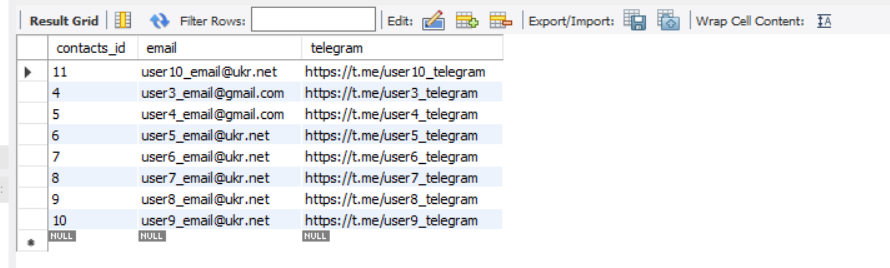 Result Grid Filter Rows: Edit: Export/Import: Wrap Cell Content: IA
contacts_id email telegram
11 user10_email@ukr.net https://t.me/user10_telegram
4 user3_email@gmail.com https://t.me/user3_telegram
5 user4_email@gmail.com https://t.me/user4_telegram
6 user5_email@ukr.net https://t.me/user5_telegram
7 user6_email@ukr.net https://t.me/user6_telegram
8 user7_email@ukr.net https://t.me/user7_telegram
9 user8_email@ukr.net https://t.me/user8_telegram
10 user9_email@ukr.net https://t.me/user9_telegram
NULL NULL NULL